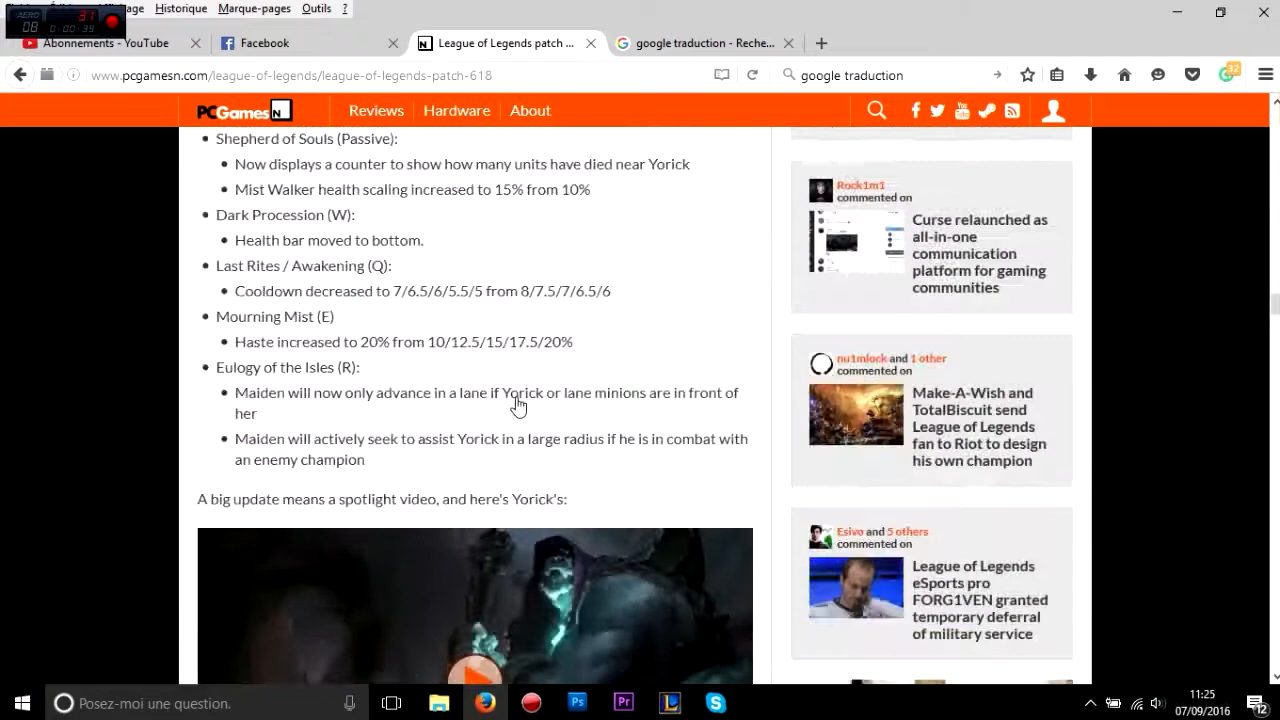 Affichage Historique Marque-pages Outils ?
31
08 0:00:39
Abonnements - YouTube × Facebook × League of Legends patch ... × google traduction - Reche... × +
www.pcgamesn.com/league-of-legends/league-of-legends-patch-618 google traduction 32
PCGamesN Reviews Hardware About
Shepherd of Souls (Passive):
Now displays a counter to show how many units have died near Yorick
Mist Walker health scaling increased to 15% from 10%
Dark Procession (W):
Health bar moved to bottom.
Last Rites / Awakening (Q):
Cooldown decreased to 7/6.5/6/5.5/5 from 8/7.5/7/6.5/6
Mourning Mist (E)
Haste increased to 20% from 10/12.5/15/17.5/20%
Eulogy of the Isles (R):
Maiden will now only advance in a lane if Yorick or lane minions are in front of
her
Maiden will actively seek to assist Yorick in a large radius if he is in combat with
an enemy champion
A big update means a spotlight video, and here's Yorick's:
Rock1m1
commented on
Curse relaunched as
all-in-one
communication
platform for gaming
communities
nu1mlock and 1 other
commented on
Make-A-Wish and
TotalBiscuit send
League of Legends
fan to Riot to design
his own champion
Esivo and 5 others
commented on
League of Legends
eSports pro
FORG1VEN granted
temporary deferral
of military service
Posez-moi une question.
Ps Pr L S
11:25
07/09/2016
12